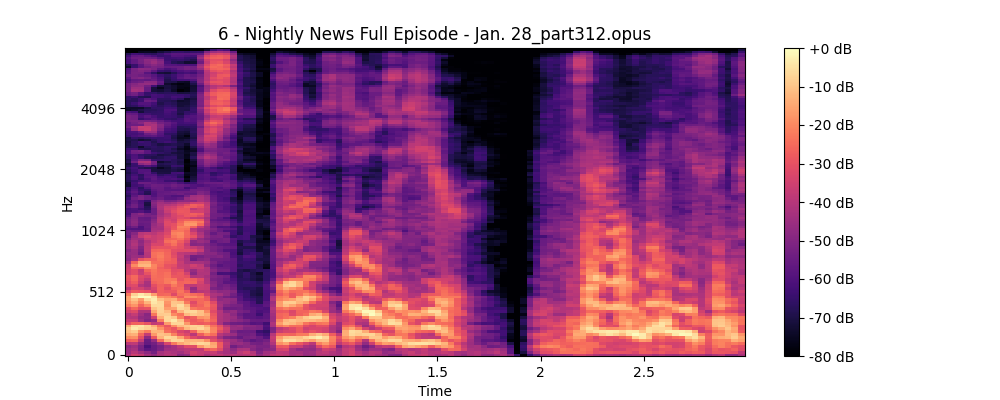 6 - Nightly News Full Episode - Jan. 28_part312.opus
Hz
4096
2048
1024
512
0
0
0.5
1
1.5
2
2.5
Time
+0 dB
-10 dB
-20 dB
-30 dB
-40 dB
-50 dB
-60 dB
-70 dB
-80 dB